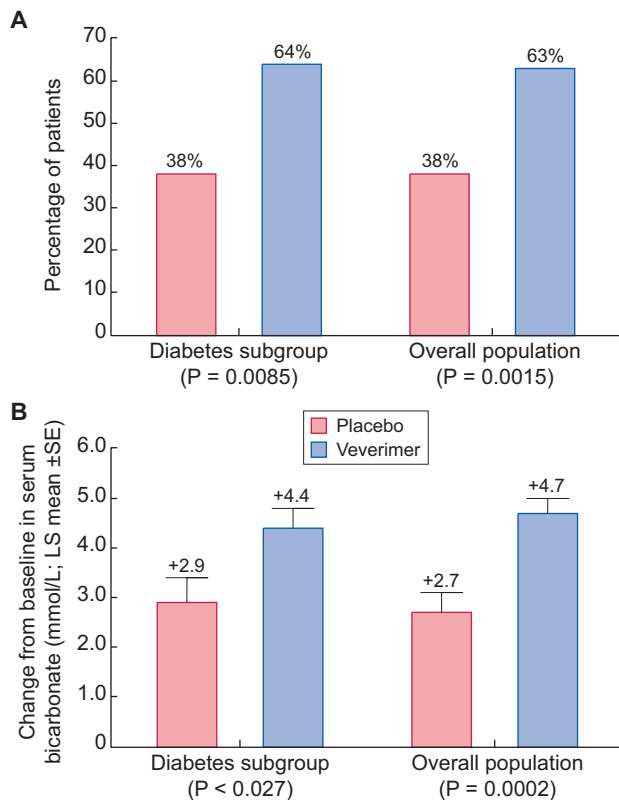 A
Percentage of patients
70
60
50
40
30
20
10
0
38%
64%
38%
63%
Diabetes subgroup
(P = 0.0085)
Overall population
(P = 0.0015)
B
Placebo
Veverimer
Change from baseline in serum
bicarbonate (mmol/L; LS mean ±SE)
6.0
5.0
4.0
3.0
2.0
1.0
0
+2.9
+4.4
+2.7
+4.7
Diabetes subgroup
(P < 0.027)
Overall population
(P = 0.0002)